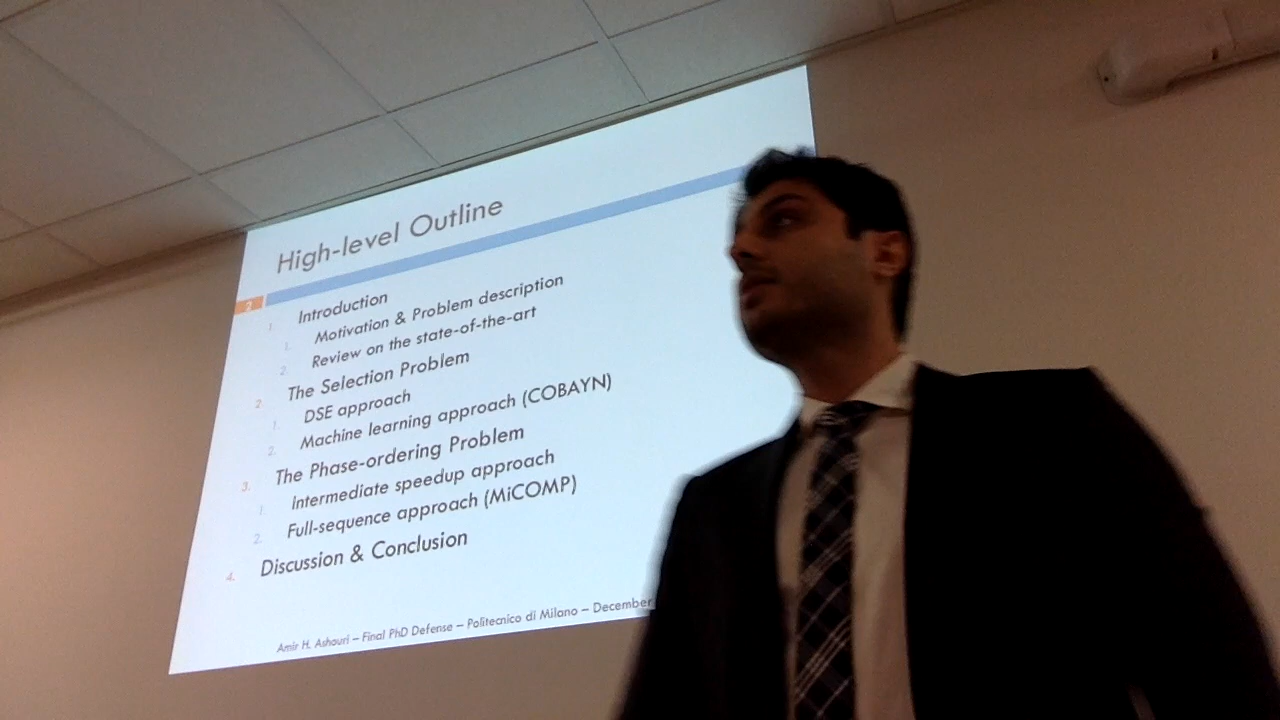 High-level Outline
2
1. Introduction
1. Motivation & Problem description
2. Review on the state-of-the-art
2. The Selection Problem
1. DSE approach
2. Machine learning approach (COBAYN)
3. The Phase-ordering Problem
1. Intermediate speedup approach
2. Full-sequence approach (MiCOMP)
4. Discussion & Conclusion
Amir H. Ashouri – Final PhD Defense – Politecnico di Milano – December